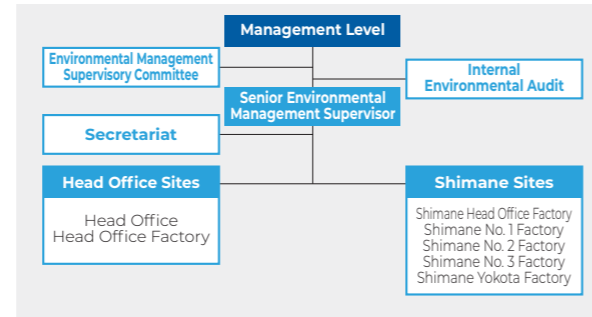 Management Level
Environmental Management
Supervisory Committee
Internal
Environmental Audit
Senior Environmental
Management Supervisor
Secretariat
Head Office Sites
Head Office
Head Office Factory
Shimane Sites
Shimane Head Office Factory
Shimane No. 1 Factory
Shimane No. 2 Factory
Shimane No. 3 Factory
Shimane Yokota Factory